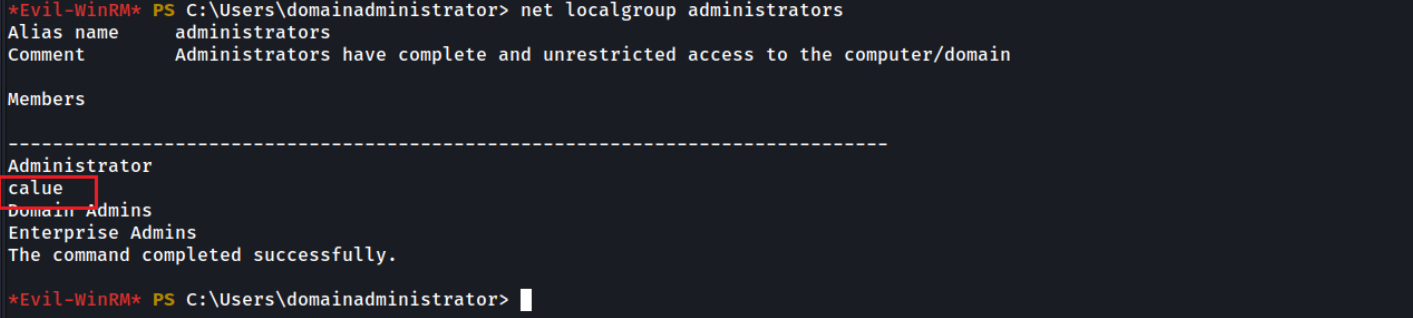 *Evil-WinRM* PS C:\Users\domainadministrator> net localgroup administrators
Alias name     administrators
Comment        Administrators have complete and unrestricted access to the computer/domain
Members
-------------------------------------------------------------------------------
Administrator
calue
Domain Admins
Enterprise Admins
The command completed successfully.
*Evil-WinRM* PS C:\Users\domainadministrator>